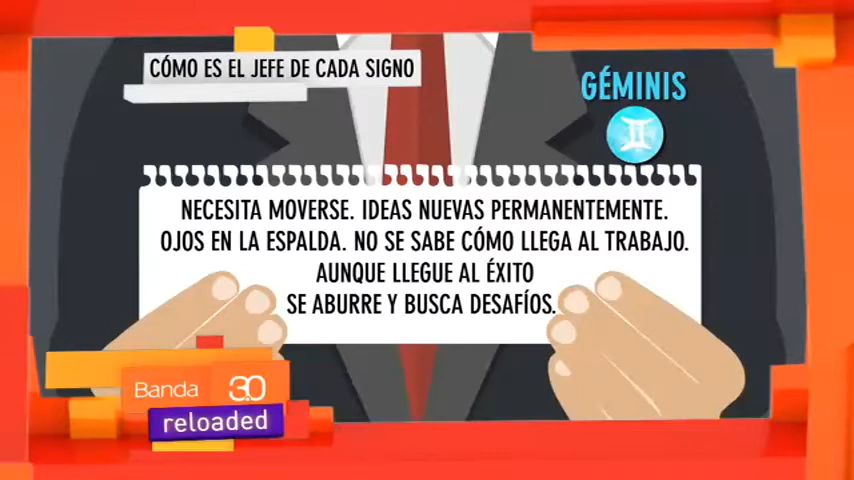 CÓMO ES EL JEFE DE CADA SIGNO
GÉMINIS
NECESITA MOVERSE. IDEAS NUEVAS PERMANENTEMENTE.
OJOS EN LA ESPALDA. NO SE SABE CÓMO LLEGA AL TRABAJO.
AUNQUE LLEGUE AL ÉXITO
SE ABURRE Y BUSCA DESAFÍOS.
Banda 3.0
reloaded